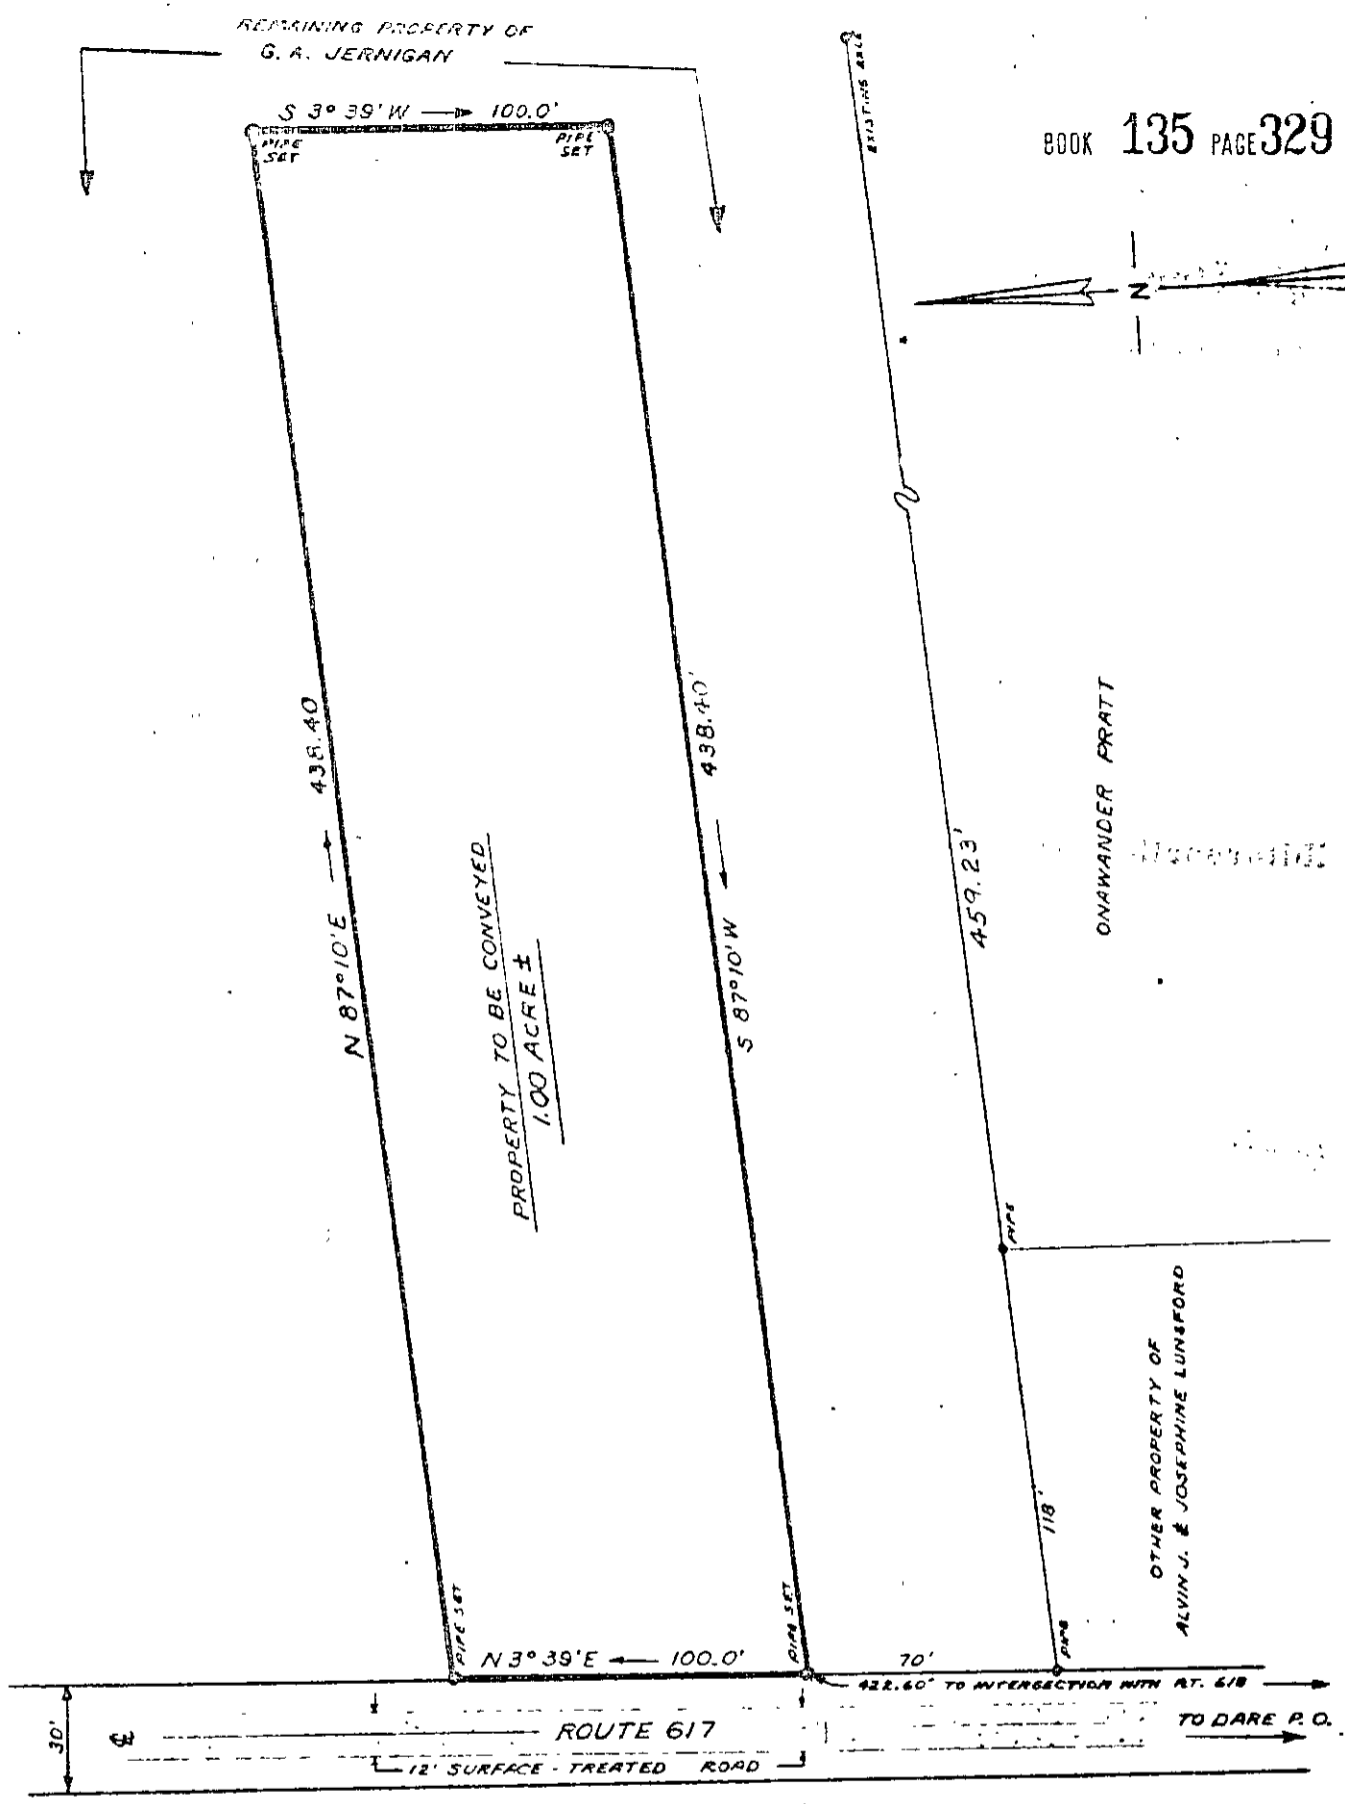 REMAINING PROPERTY OF
G. A. JERNIGAN
BOOK 135 PAGE 329
S 3° 39' W 100.0'
PIPE
SET
PIPE
SET
EXISTING AXLE
N
N 87°10' E 438.40
S 87°10' W 438.40'
PROPERTY TO BE CONVEYED
1.00 ACRE ±
459.23'
ONAWANDER PRATT
PIPE
118'
OTHER PROPERTY OF
ALVIN J. & JOSEPHINE LUNSFORD
PIPE SET
PIPE SET
PIPE
N 3° 39' E 100.0'
70'
422.60' TO INTERSECTION WITH RT. 618
30'
℄
ROUTE 617
TO DARE P. O.
12' SURFACE - TREATED ROAD